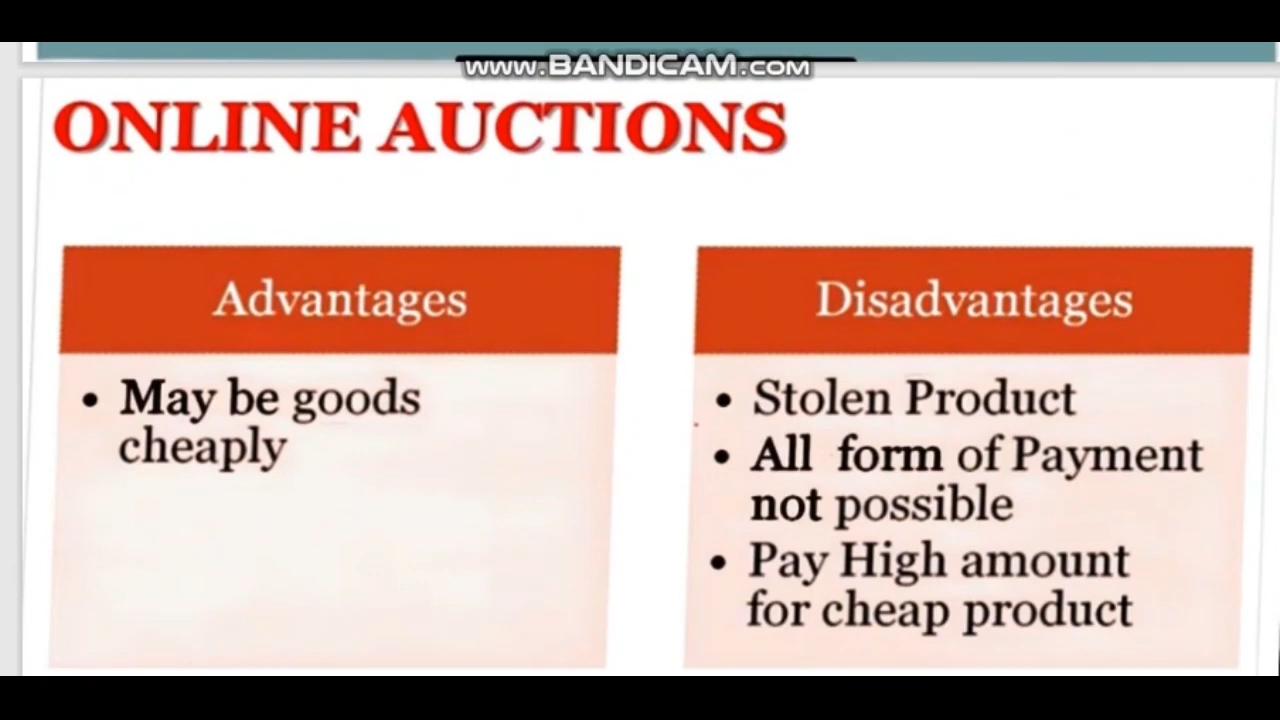 www.BANDICAM.com
ONLINE AUCTIONS
Advantages
• May be goods
cheaply
Disadvantages
• Stolen Product
• All form of Payment
not possible
• Pay High amount
for cheap product